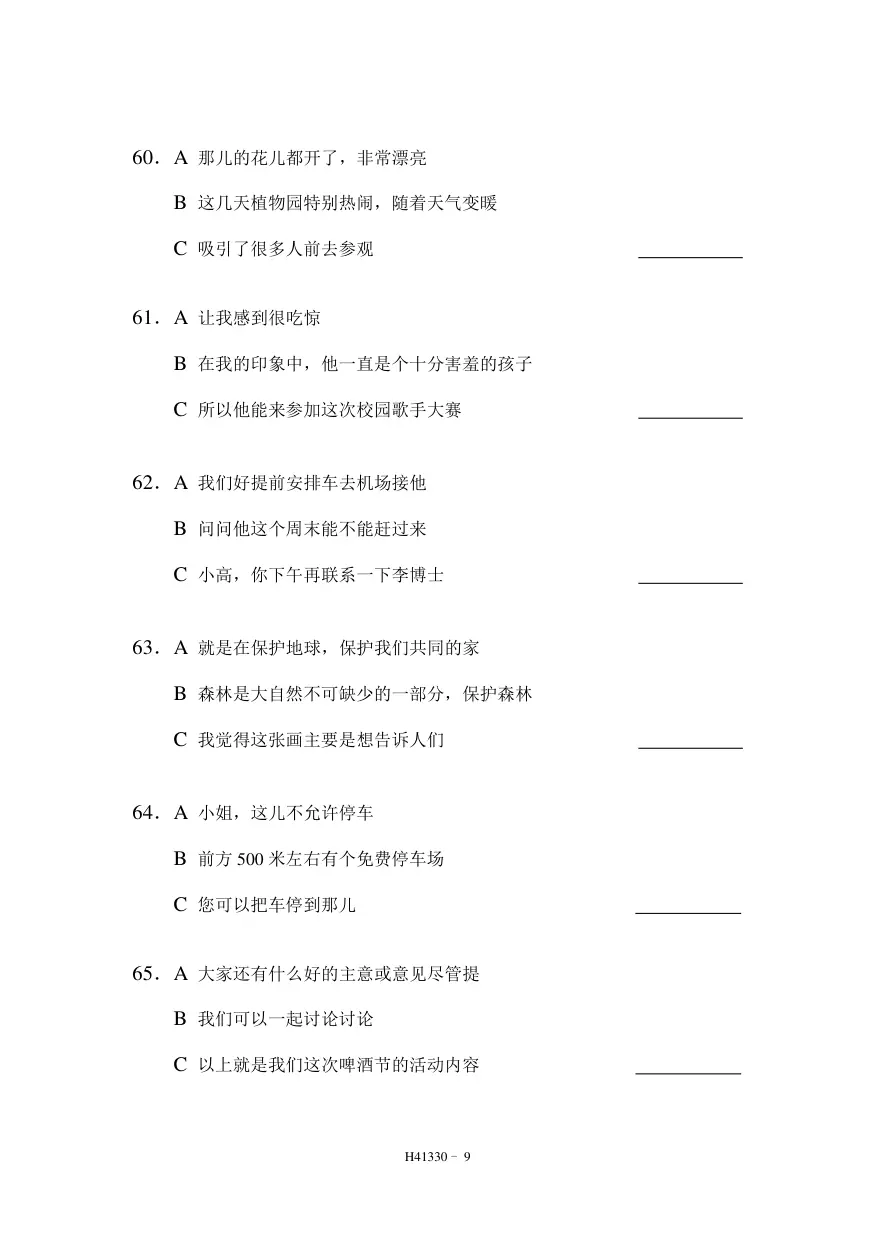 60. A 那儿的花儿都开了，非常漂亮
B 这几天植物园特别热闹，随着天气变暖
C 吸引了很多人前去参观
61. A 让我感到很吃惊
B 在我的印象中，他一直是个十分害羞的孩子
C 所以他能来参加这次校园歌手大赛
62. A 我们好提前安排车去机场接他
B 问问他这个周末能不能赶过来
C 小高，你下午再联系一下李博士
63. A 就是在保护地球，保护我们共同的家
B 森林是大自然不可缺少的一部分，保护森林
C 我觉得这张画主要是想告诉人们
64. A 小姐，这儿不允许停车
B 前方 500 米左右有个免费停车场
C 您可以把车停到那儿
65. A 大家还有什么好的主意或意见尽管提
B 我们可以一起讨论讨论
C 以上就是我们这次啤酒节的活动内容
H41330 - 9